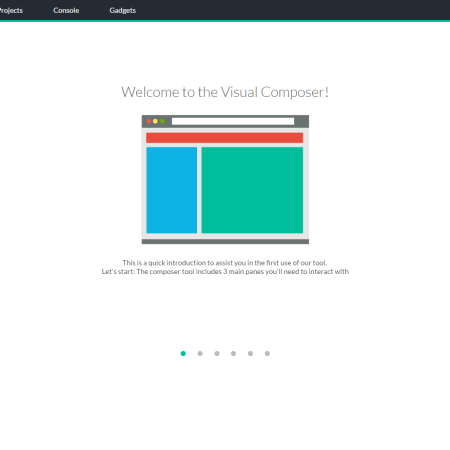 Projects Console Gadgets
Welcome to the Visual Composer!
This is a quick introduction to assist you in the first use of our tool.
Let's start: The composer tool includes 3 main panes you'll need to interact with